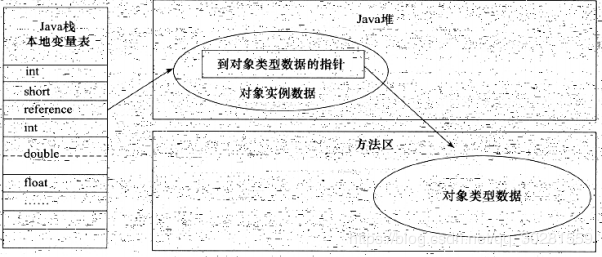 Java栈
本地变量表
int
short
reference
int
double
float
Java堆
到对象类型数据的指针
对象实例数据
方法区
对象类型数据